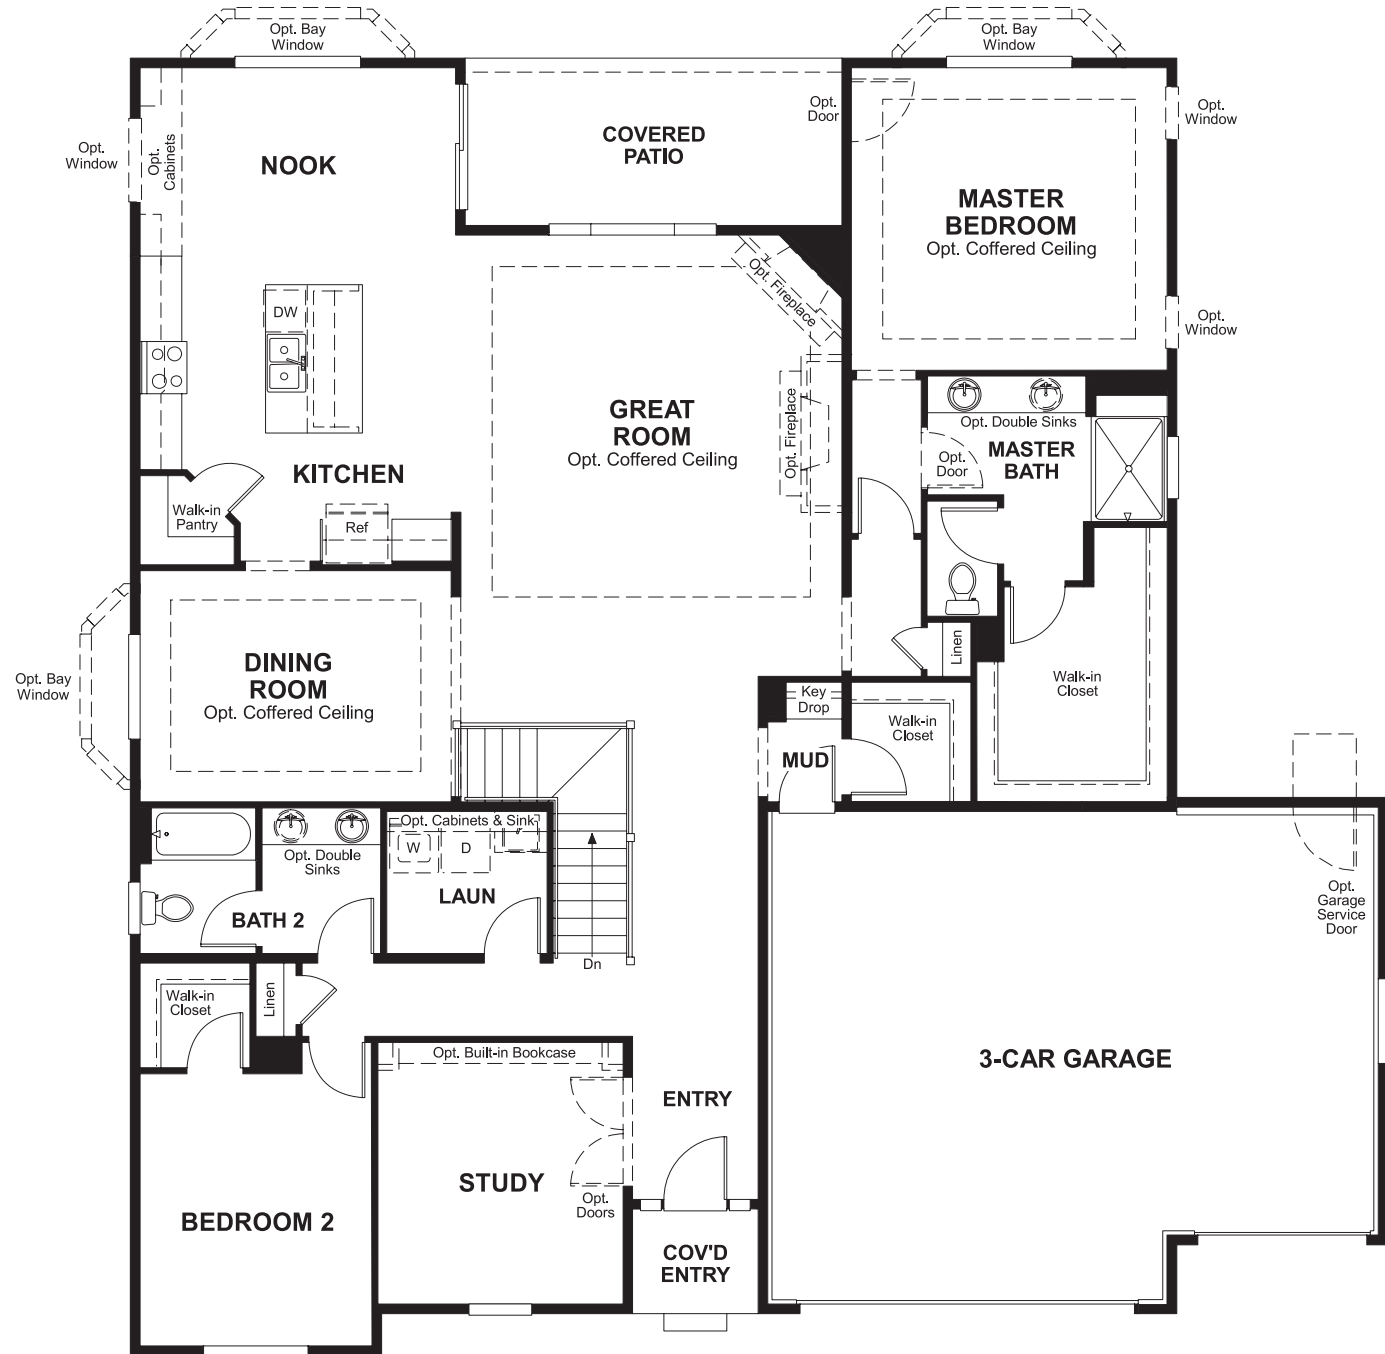 Opt. Bay
Window
Opt. Bay
Window
Opt.
Window
Opt.
Cabinets
NOOK
COVERED
PATIO
Opt.
Door
MASTER
BEDROOM
Opt. Coffered Ceiling
Opt.
Window
Opt.
Window
DW
Opt. Fireplace
GREAT
ROOM
Opt. Coffered Ceiling
Opt. Fireplace
Opt. Double Sinks
MASTER
BATH
Opt.
Door
KITCHEN
Walk-in
Pantry
Ref
DINING
ROOM
Opt. Coffered Ceiling
Opt. Bay
Window
Linen
Walk-in
Closet
Key
Drop
Walk-in
Closet
MUD
Opt. Double
Sinks
BATH 2
Opt. Cabinets & Sink
W
D
LAUN
Dn
Opt.
Garage
Service
Door
Walk-in
Closet
Linen
Opt. Built-in Bookcase
3-CAR GARAGE
ENTRY
STUDY
Opt.
Doors
BEDROOM 2
COV'D
ENTRY